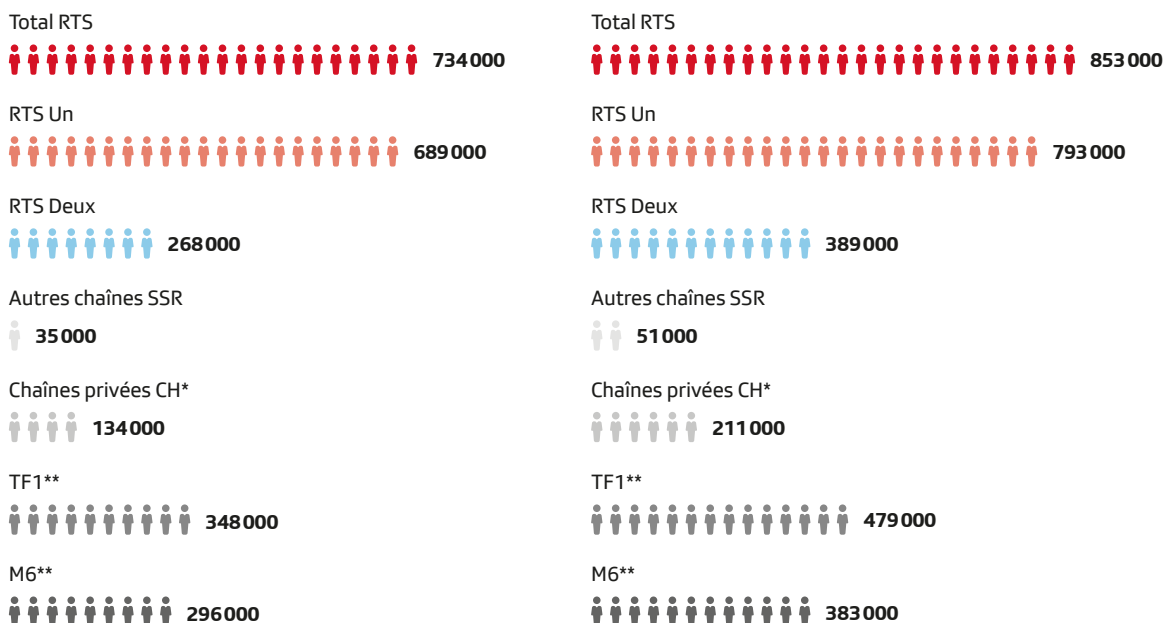 Total RTS
734 000
RTS Un
689 000
RTS Deux
268 000
Autres chaînes SSR
35 000
Chaînes privées CH*
134 000
TF1**
348 000
M6**
296 000
Total RTS
853 000
RTS Un
793 000
RTS Deux
389 000
Autres chaînes SSR
51 000
Chaînes privées CH*
211 000
TF1**
479 000
M6**
383 000